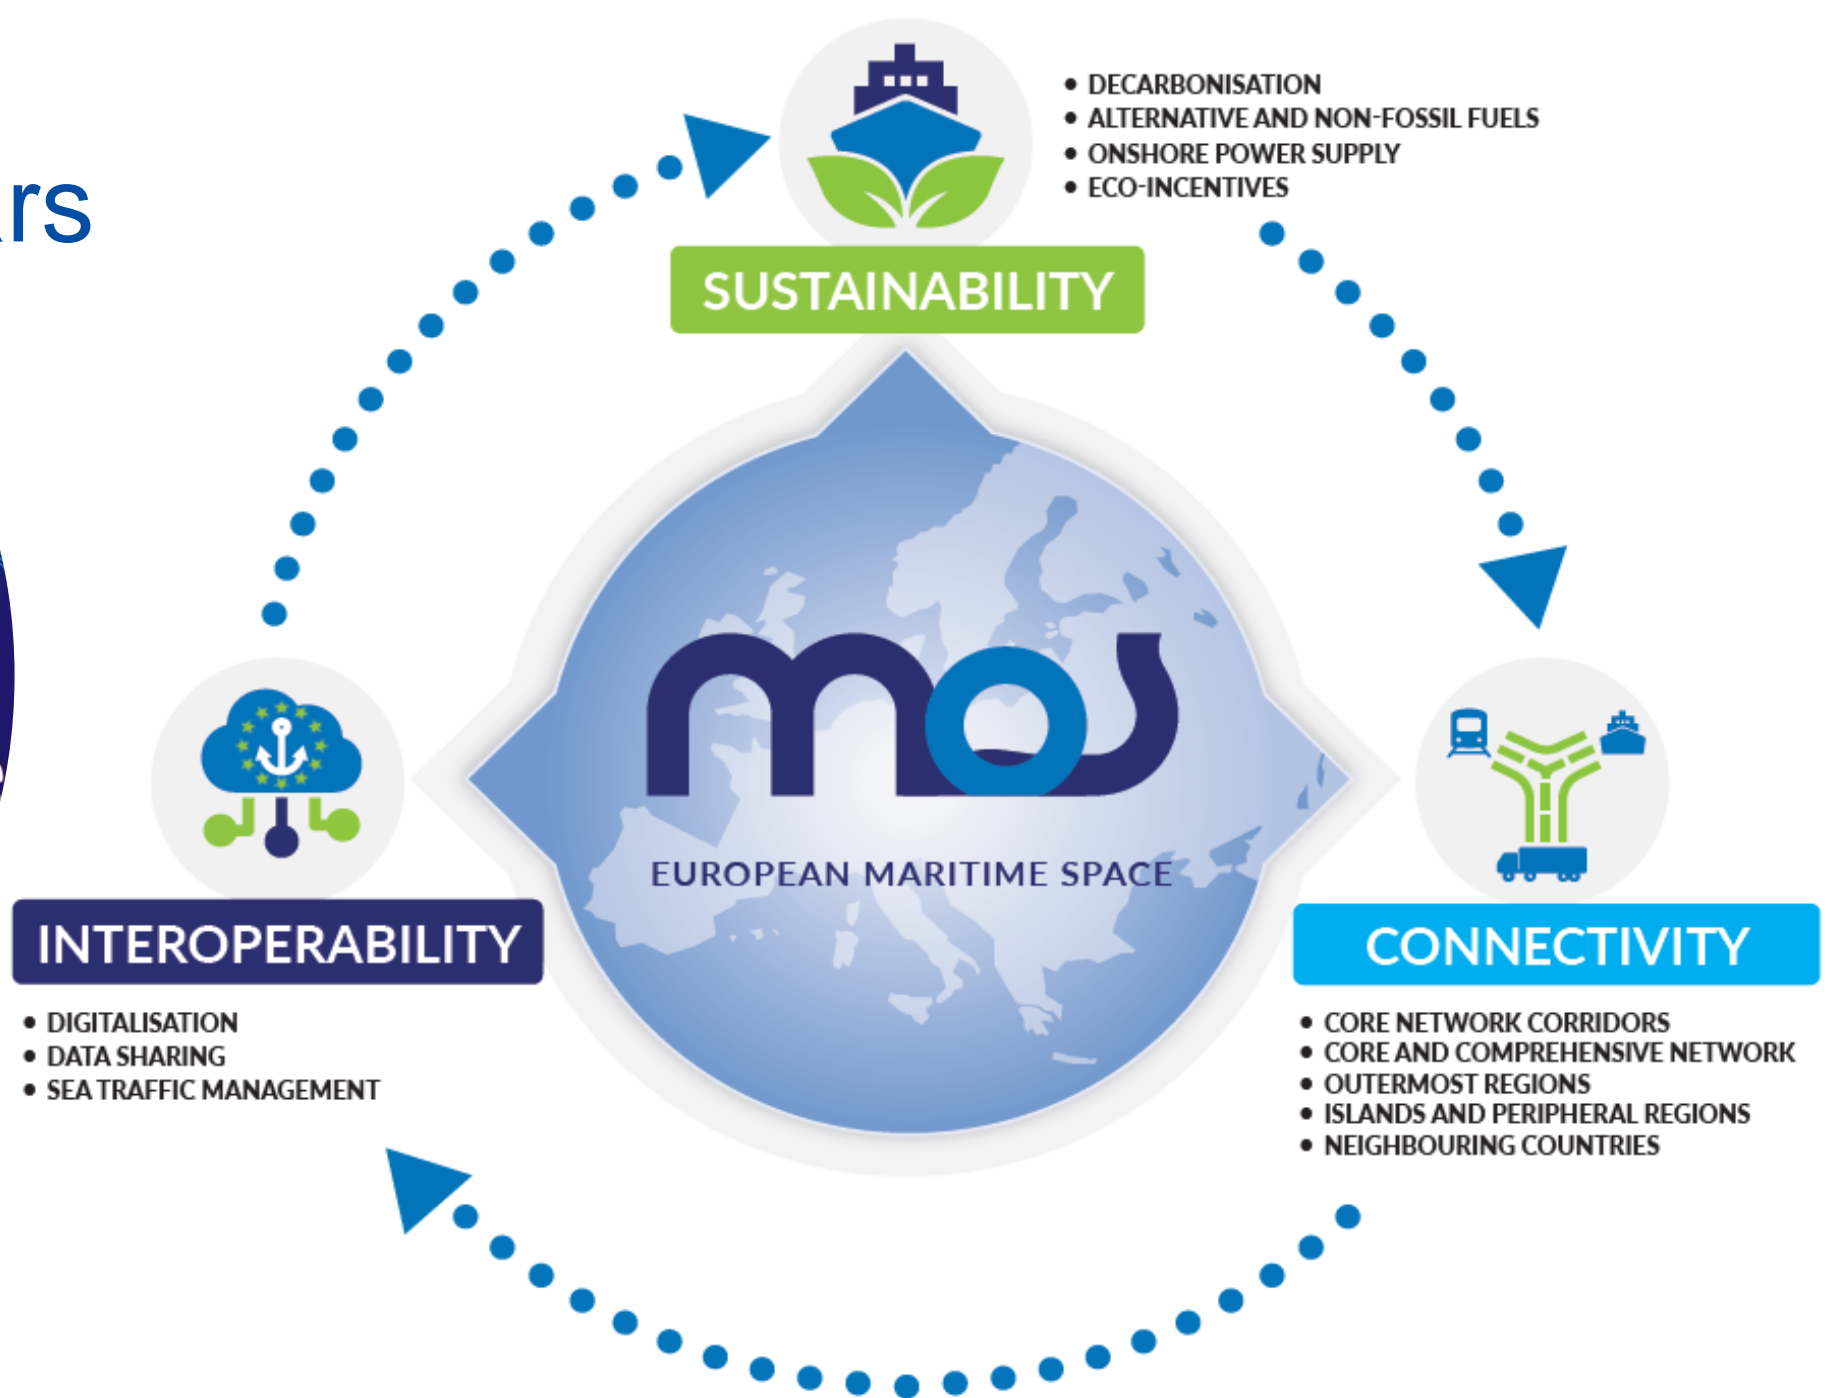 • DECARBONISATION
• ALTERNATIVE AND NON-FOSSIL FUELS
• ONSHORE POWER SUPPLY
• ECO-INCENTIVES
rs
SUSTAINABILITY
mos
EUROPEAN MARITIME SPACE
INTEROPERABILITY
• DIGITALISATION
• DATA SHARING
• SEA TRAFFIC MANAGEMENT
CONNECTIVITY
• CORE NETWORK CORRIDORS
• CORE AND COMPREHENSIVE NETWORK
• OUTERMOST REGIONS
• ISLANDS AND PERIPHERAL REGIONS
• NEIGHBOURING COUNTRIES